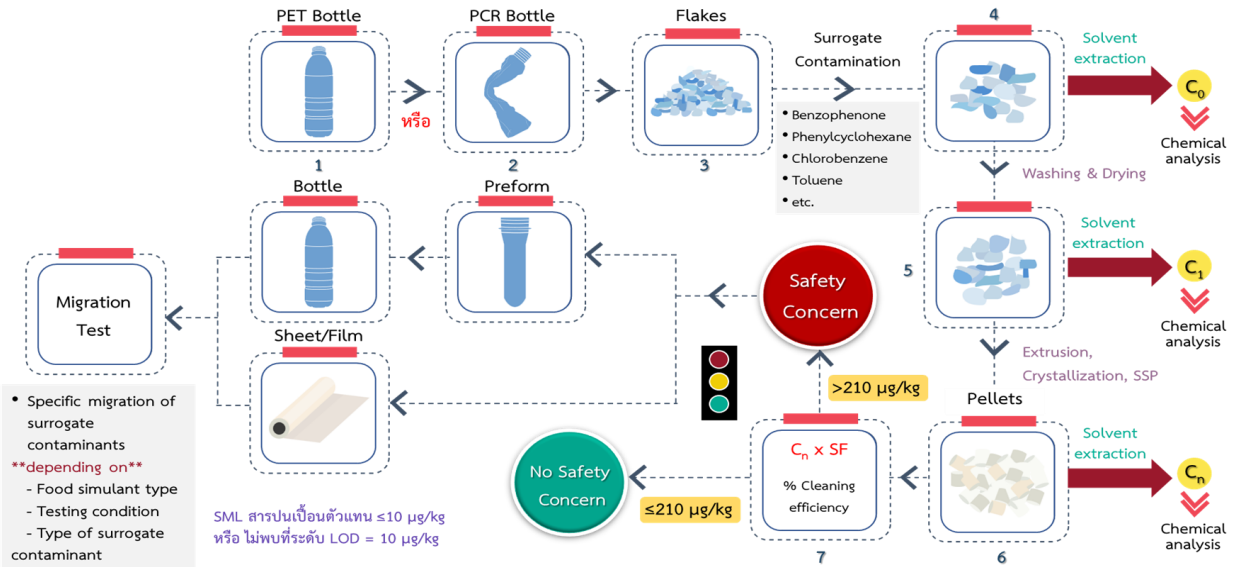 PET Bottle
PCR Bottle
Flakes
4
หรือ
Surrogate
Contamination
• Benzophenone
• Phenylcyclohexane
• Chlorobenzene
• Toluene
• etc.
Solvent
extraction
C₀
Chemical
analysis
1
2
3
Washing & Drying
Bottle
Preform
5
Solvent
extraction
C₁
Chemical
analysis
Migration
Test
Safety
Concern
Sheet/Film
Extrusion,
Crystallization, SSP
>210 µg/kg
Pellets
• Specific migration of
surrogate
contaminants
**depending on**
- Food simulant type
- Testing condition
- Type of surrogate
contaminant
No Safety
Concern
≤210 µg/kg
Cₙ x SF
% Cleaning
efficiency
Solvent
extraction
Cₙ
Chemical
analysis
SML สารปนเปื้อนตัวแทน ≤10 µg/kg
หรือ ไม่พบที่ระดับ LOD = 10 µg/kg
7
6